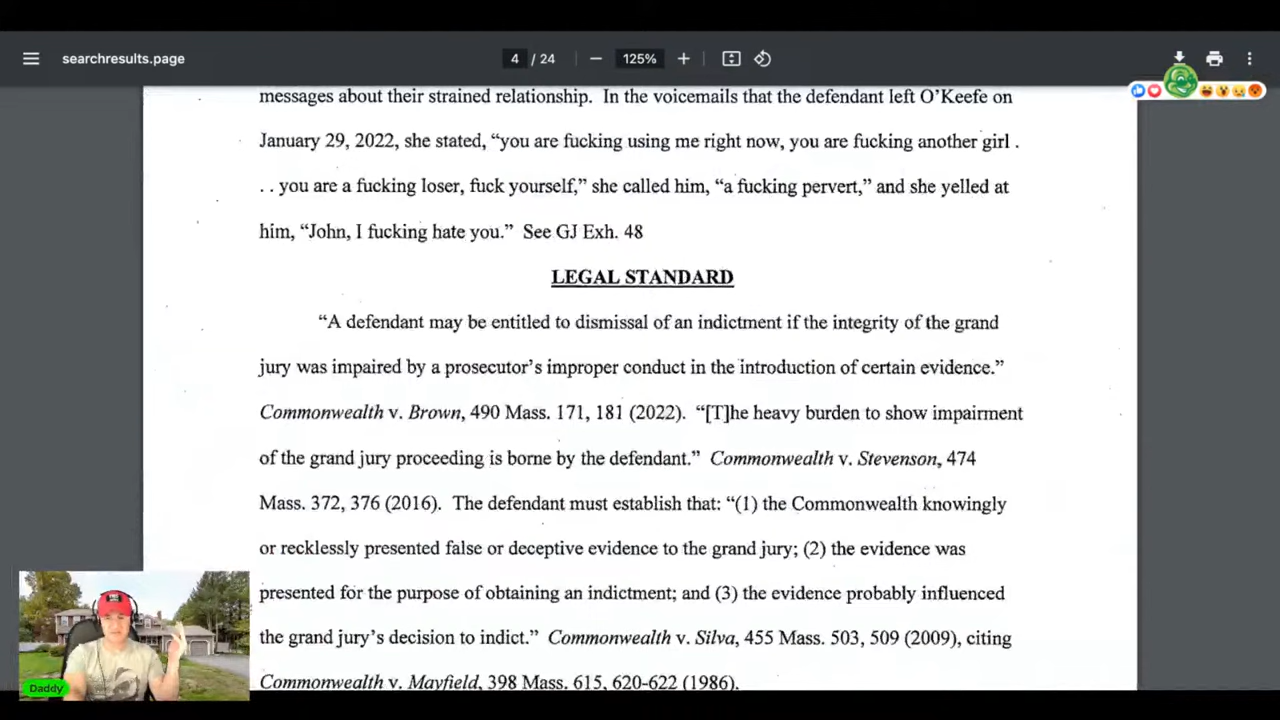 searchresults.page
4 / 24
125%
messages about their strained relationship. In the voicemails that the defendant left O'Keefe on
January 29, 2022, she stated, “you are fucking using me right now, you are fucking another girl .
. . you are a fucking loser, fuck yourself,” she called him, “a fucking pervert,” and she yelled at
him, “John, I fucking hate you.” See GJ Exh. 48
LEGAL STANDARD
“A defendant may be entitled to dismissal of an indictment if the integrity of the grand
jury was impaired by a prosecutor's improper conduct in the introduction of certain evidence.”
Commonwealth v. Brown, 490 Mass. 171, 181 (2022). “[T]he heavy burden to show impairment
of the grand jury proceeding is borne by the defendant.” Commonwealth v. Stevenson, 474
Mass. 372, 376 (2016). The defendant must establish that: “(1) the Commonwealth knowingly
or recklessly presented false or deceptive evidence to the grand jury; (2) the evidence was
presented for the purpose of obtaining an indictment; and (3) the evidence probably influenced
the grand jury's decision to indict.” Commonwealth v. Silva, 455 Mass. 503, 509 (2009), citing
Commonwealth v. Mayfield, 398 Mass. 615, 620-622 (1986).
Daddy